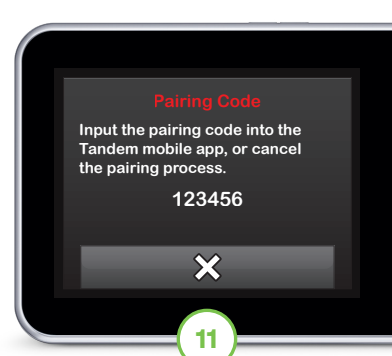 Pairing Code
Input the pairing code into the
Tandem mobile app, or cancel
the pairing process.
123456
11